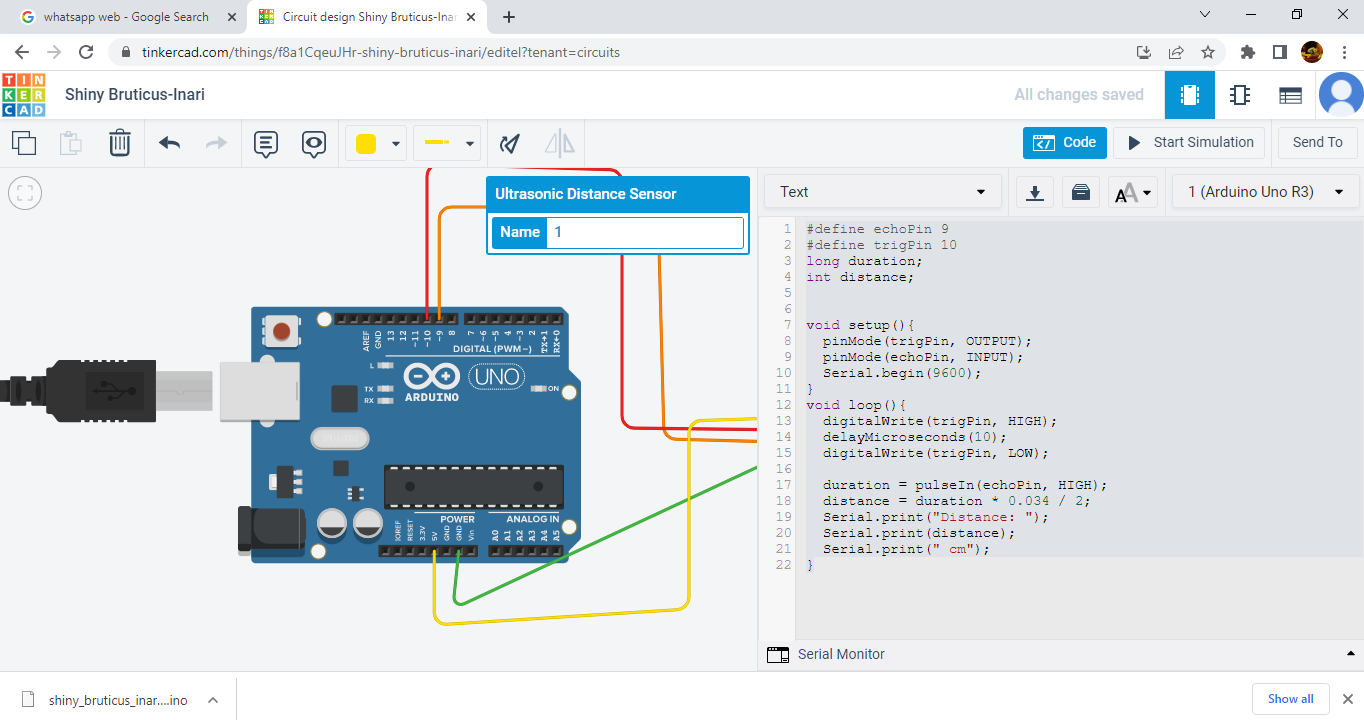 whatsapp web - Google Search
Circuit design Shiny Bruticus-Inar
tinkercad.com/things/f8a1CqeuJHr-shiny-bruticus-inari/editel?tenant=circuits
TIN
KER
CAD
Shiny Bruticus-Inari
All changes saved
Code
Start Simulation
Send To
Ultrasonic Distance Sensor
Name 1
Text
1 (Arduino Uno R3)
AREF
GND
13
12
~11
~10
~9
8
7
~6
~5
4
~3
2
TX→1
RX←0
DIGITAL (PWM~)
L
TX
RX
ARDUINO
UNO
ON
POWER
ANALOG IN
IOREF
RESET
3.3V
5V
GND
GND
Vin
A0
A1
A2
A3
A4
A5
1 #define echoPin 9
2 #define trigPin 10
3 long duration;
4 int distance;
5
6
7 void setup(){
8 pinMode(trigPin, OUTPUT);
9 pinMode(echoPin, INPUT);
10 Serial.begin(9600);
11 }
12 void loop(){
13 digitalWrite(trigPin, HIGH);
14 delayMicroseconds(10);
15 digitalWrite(trigPin, LOW);
16
17 duration = pulseIn(echoPin, HIGH);
18 distance = duration * 0.034 / 2;
19 Serial.print("Distance: ");
20 Serial.print(distance);
21 Serial.print(" cm");
22 }
Serial Monitor
shiny_bruticus_inar....ino
Show all